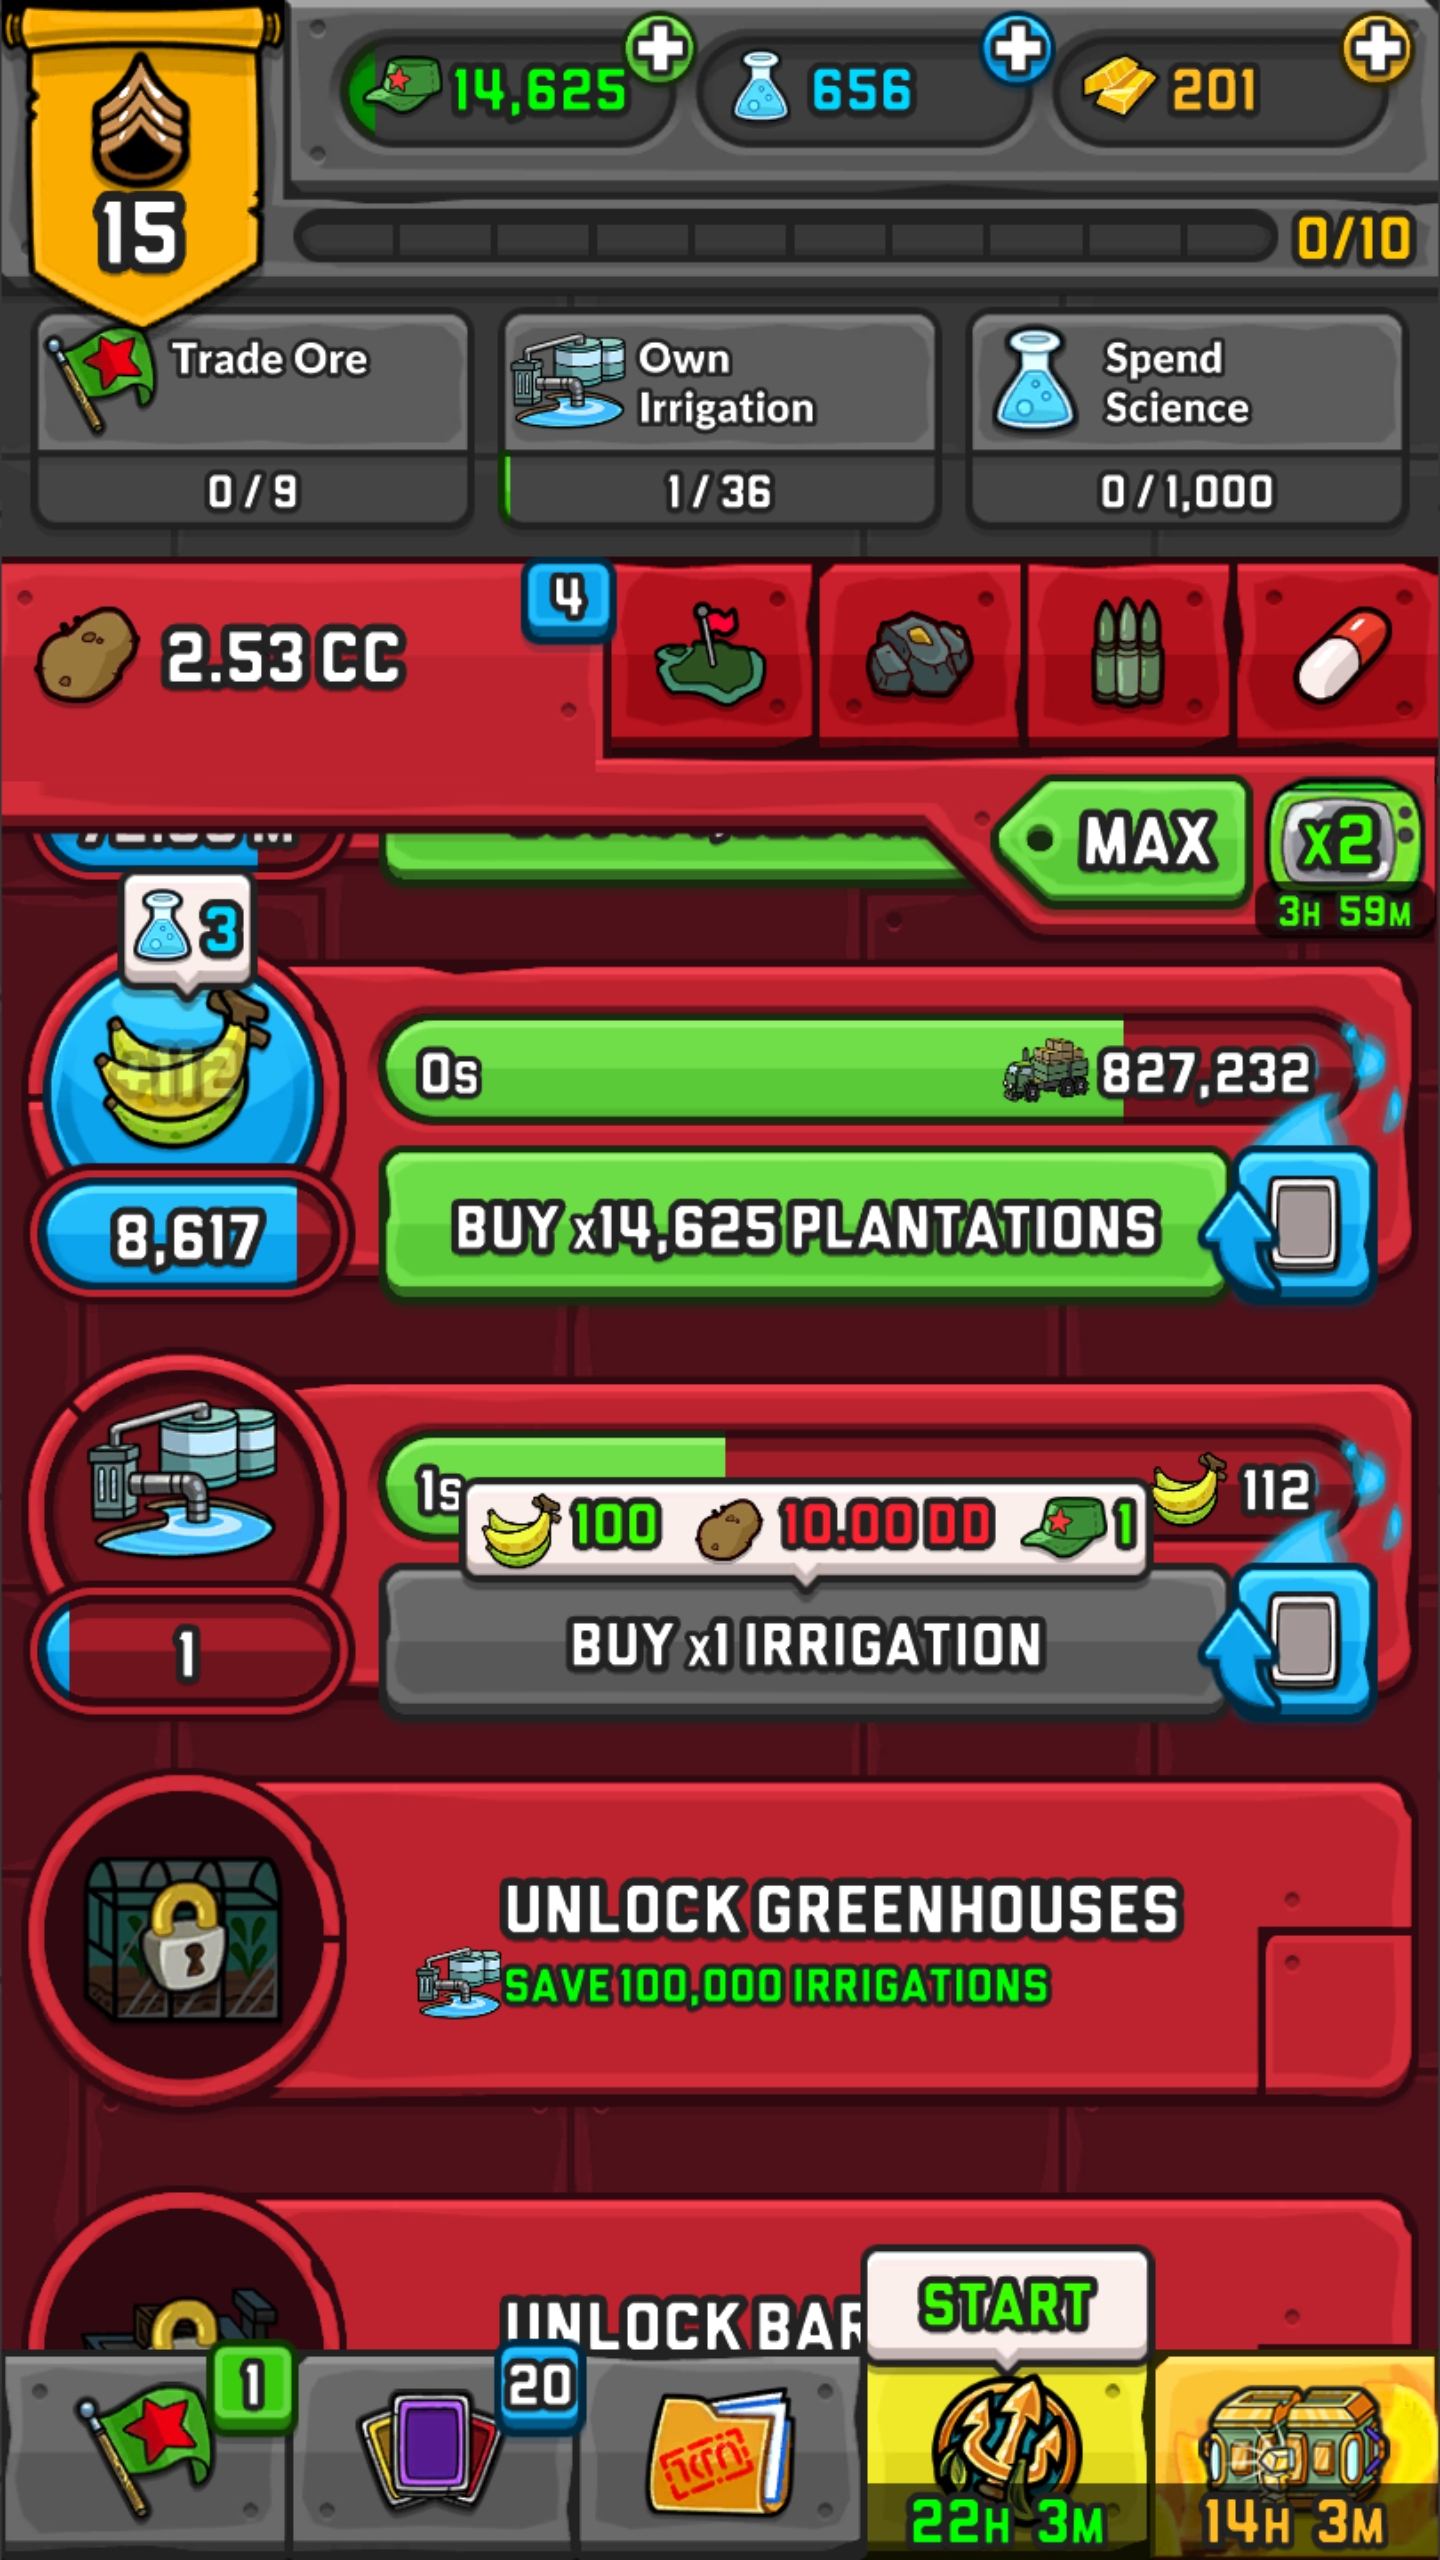 14,625
656
201
15
0/10
Trade Ore
0/9
Own
Irrigation
1/36
Spend
Science
0/1,000
2.53 CC
4
MAX
x2
3H 59M
3
+112
0s
827,232
8,617
BUY x14,625 PLANTATIONS
1s
112
100
10.00 DD
1
1
BUY x1 IRRIGATION
UNLOCK GREENHOUSES
SAVE 100,000 IRRIGATIONS
UNLOCK BAR
START
1
20
22H 3M
14H 3M